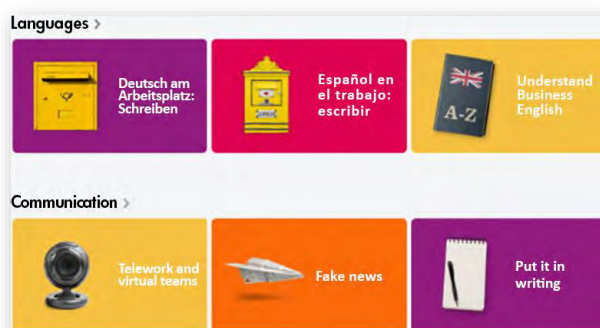 Languages >
Deutsch am
Arbeitsplatz:
Schreiben
Español en
el trabajo:
escribir
A-Z
Understand
Business
English
Communication >
Telework and
virtual teams
Fake news
Put it in
writing